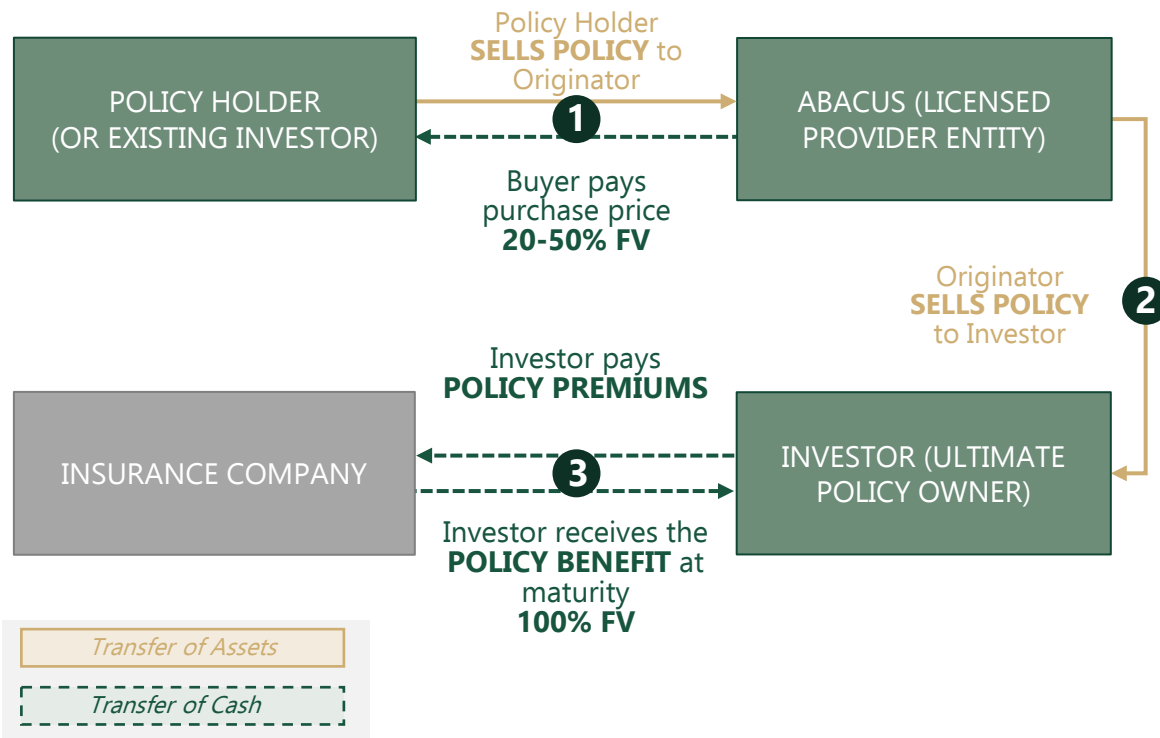 Policy Holder
SELLS POLICY to
Originator
POLICY HOLDER
(OR EXISTING INVESTOR)
1
ABACUS (LICENSED
PROVIDER ENTITY)
Buyer pays
purchase price
20-50% FV
Originator
SELLS POLICY
to Investor
2
Investor pays
POLICY PREMIUMS
INSURANCE COMPANY
3
INVESTOR (ULTIMATE
POLICY OWNER)
Investor receives the
POLICY BENEFIT at
maturity
100% FV
Transfer of Assets
Transfer of Cash